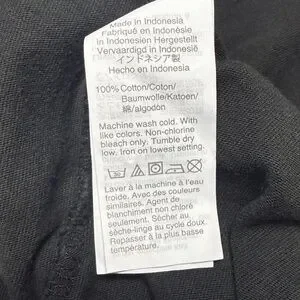 Made in Indonesia
Fabriqué en Indonésie
in Indonesien Hergestellt
Vervaardigd in Indonesië
インドネシア製
Hecho en Indonesia
100% Cotton/Coton/
Baumwolle/Katoen/
綿/algodón
Machine wash cold. With
like colors. Non-chlorine
bleach only. Tumble dry
low. Iron on lowest setting.
Laver à la machine à l'eau
froide. Avec des couleurs
similaires. Agent de
blanchiment non chloré
seulement. Sécher au
sèche-linge au cycle doux.
Repasser à la plus basse
température.